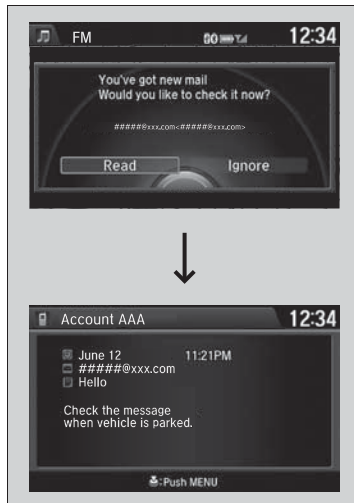 FM 12:34
You've got new mail
Would you like to check it now?
#####@xxx.com<#####@xxx.com>
Read Ignore
Account AAA 12:34
June 12 11:21PM
#####@xxx.com
Hello
Check the message
when vehicle is parked.
:Push MENU